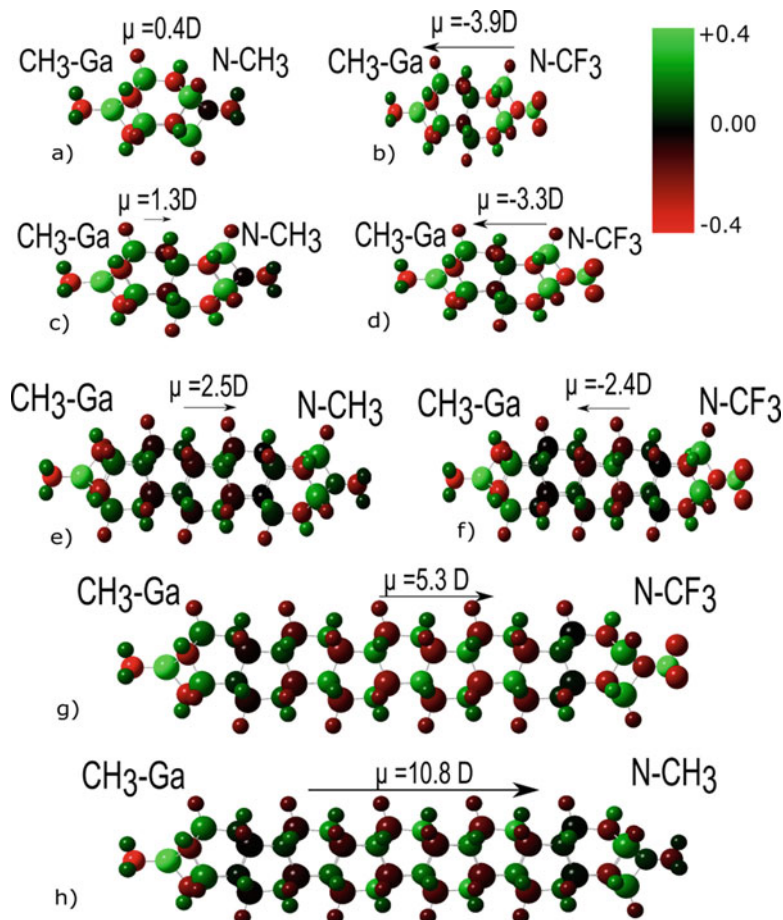 μ =0.4D
CH3-Ga N-CH3
a)
μ=-3.9D
CH3-Ga N-CF3
b)
+0.4
0.00
-0.4
μ =1.3D
CH3-Ga N-CH3
c)
μ=-3.3D
CH3-Ga N-CF3
d)
CH3-Ga μ =2.5D N-CH3
e)
CH3-Ga μ=-2.4D N-CF3
f)
CH3-Ga μ =5.3 D N-CF3
g)
CH3-Ga μ=10.8 D N-CH3
h)